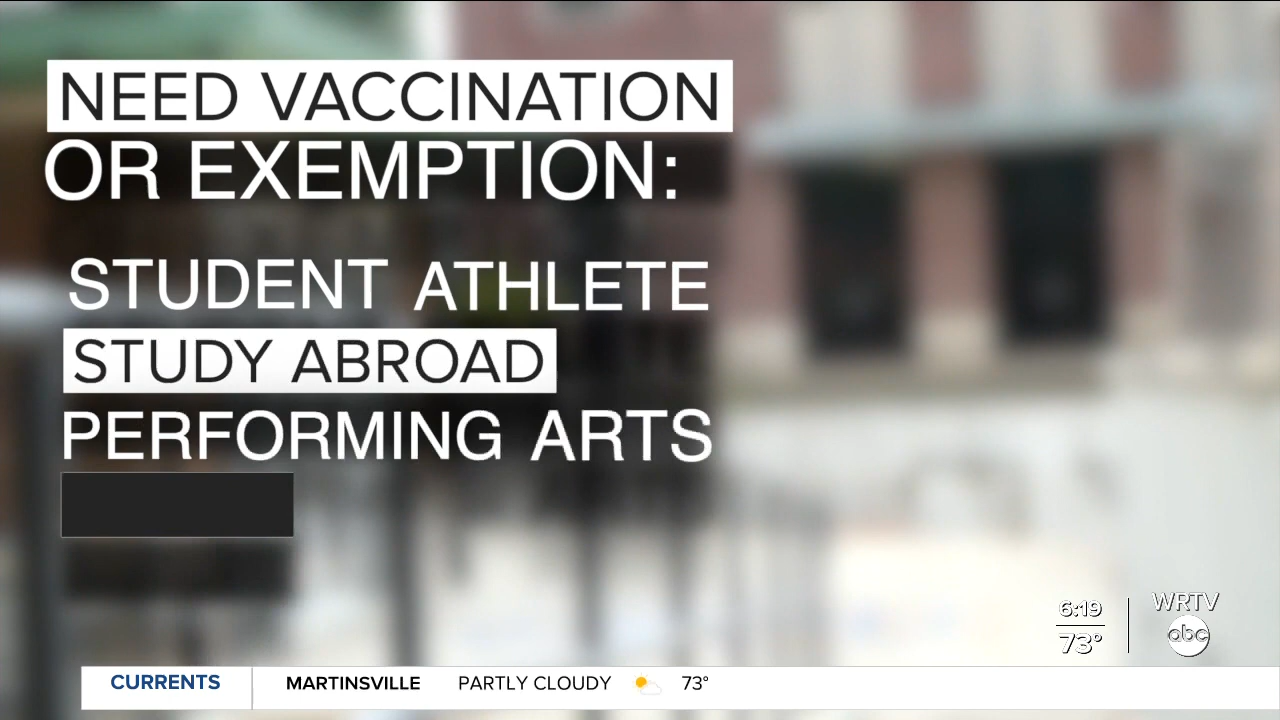 NEED VACCINATION
OR EXEMPTION:
STUDENT ATHLETE
STUDY ABROAD
PERFORMING ARTS
6:19
73°
WRTV
abc
CURRENTS MARTINSVILLE PARTLY CLOUDY 73°